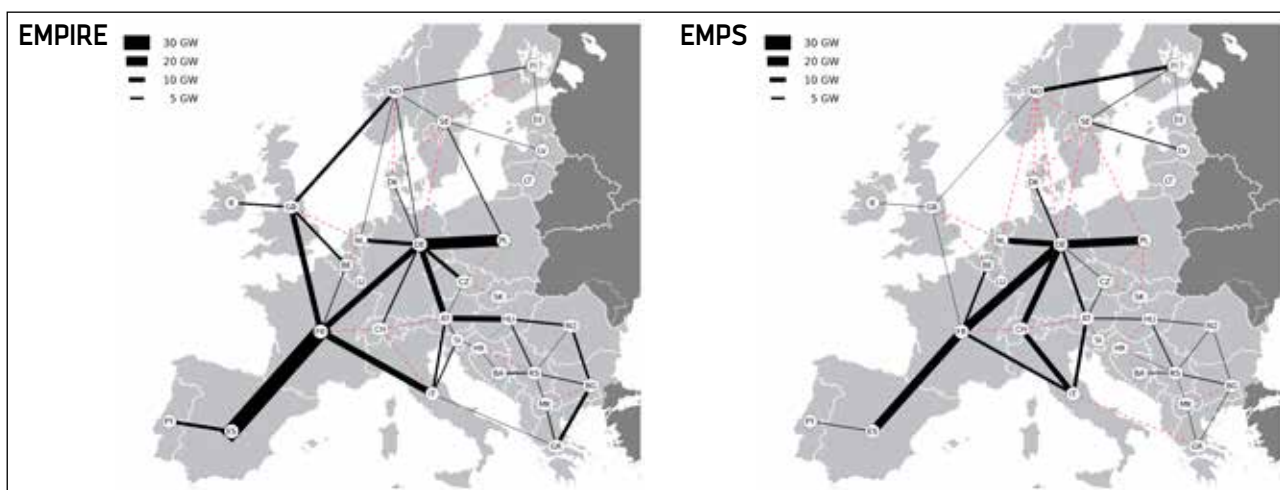 EMPIRE
30 GW
20 GW
10 GW
5 GW
NO
FI
SE
EE
LV
LT
DK
IE
GB
NL
DE
PL
BE
LU
CZ
SK
FR
CH
AT
HU
RO
SI
HR
BA
RS
BG
IT
MK
PT
ES
GR
EMPS
30 GW
20 GW
10 GW
5 GW
NO
FI
SE
EE
LV
LT
DK
IE
GB
NL
DE
PL
BE
LU
CZ
SK
FR
CH
AT
HU
RO
SI
HR
BA
RS
BG
IT
MK
PT
ES
GR